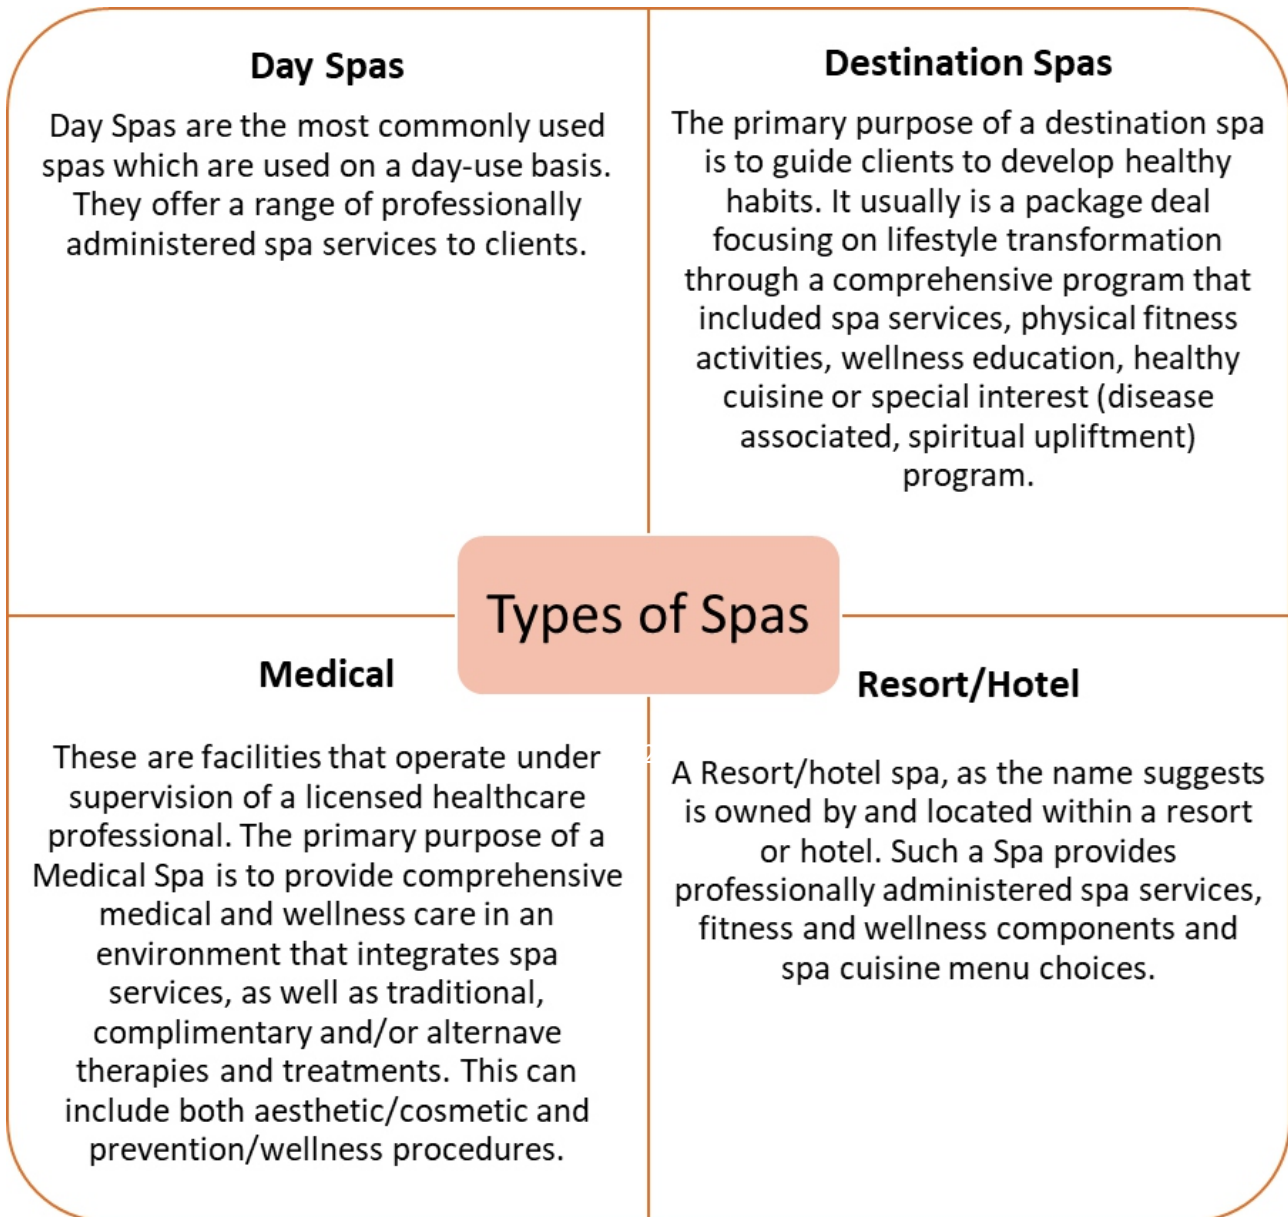 Day Spas
Day Spas are the most commonly used
spas which are used on a day-use basis.
They offer a range of professionally
administered spa services to clients.
Destination Spas
The primary purpose of a destination spa
is to guide clients to develop healthy
habits. It usually is a package deal
focusing on lifestyle transformation
through a comprehensive program that
included spa services, physical fitness
activities, wellness education, healthy
cuisine or special interest (disease
associated, spiritual upliftment)
program.
Types of Spas
Medical
These are facilities that operate under
supervision of a licensed healthcare
professional. The primary purpose of a
Medical Spa is to provide comprehensive
medical and wellness care in an
environment that integrates spa
services, as well as traditional,
complimentary and/or alternave
therapies and treatments. This can
include both aesthetic/cosmetic and
prevention/wellness procedures.
Resort/Hotel
A Resort/hotel spa, as the name suggests
is owned by and located within a resort
or hotel. Such a Spa provides
professionally administered spa services,
fitness and wellness components and
spa cuisine menu choices.